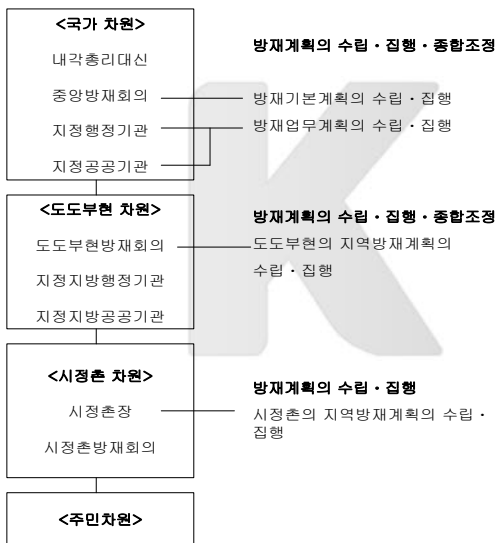 <국가 차원>
내각총리대신
중앙방재회의
지정행정기관
지정공공기관
방재계획의 수립・집행・종합조정
방재기본계획의 수립・집행
방재업무계획의 수립・집행
<도도부현 차원>
도도부현방재회의
지정지방행정기관
지정지방공공기관
방재계획의 수립・집행・종합조정
도도부현의 지역방재계획의
수립・집행
<시정촌 차원>
시정촌장
시정촌방재회의
방재계획의 수립・집행
시정촌의 지역방재계획의 수립・
집행
<주민차원>